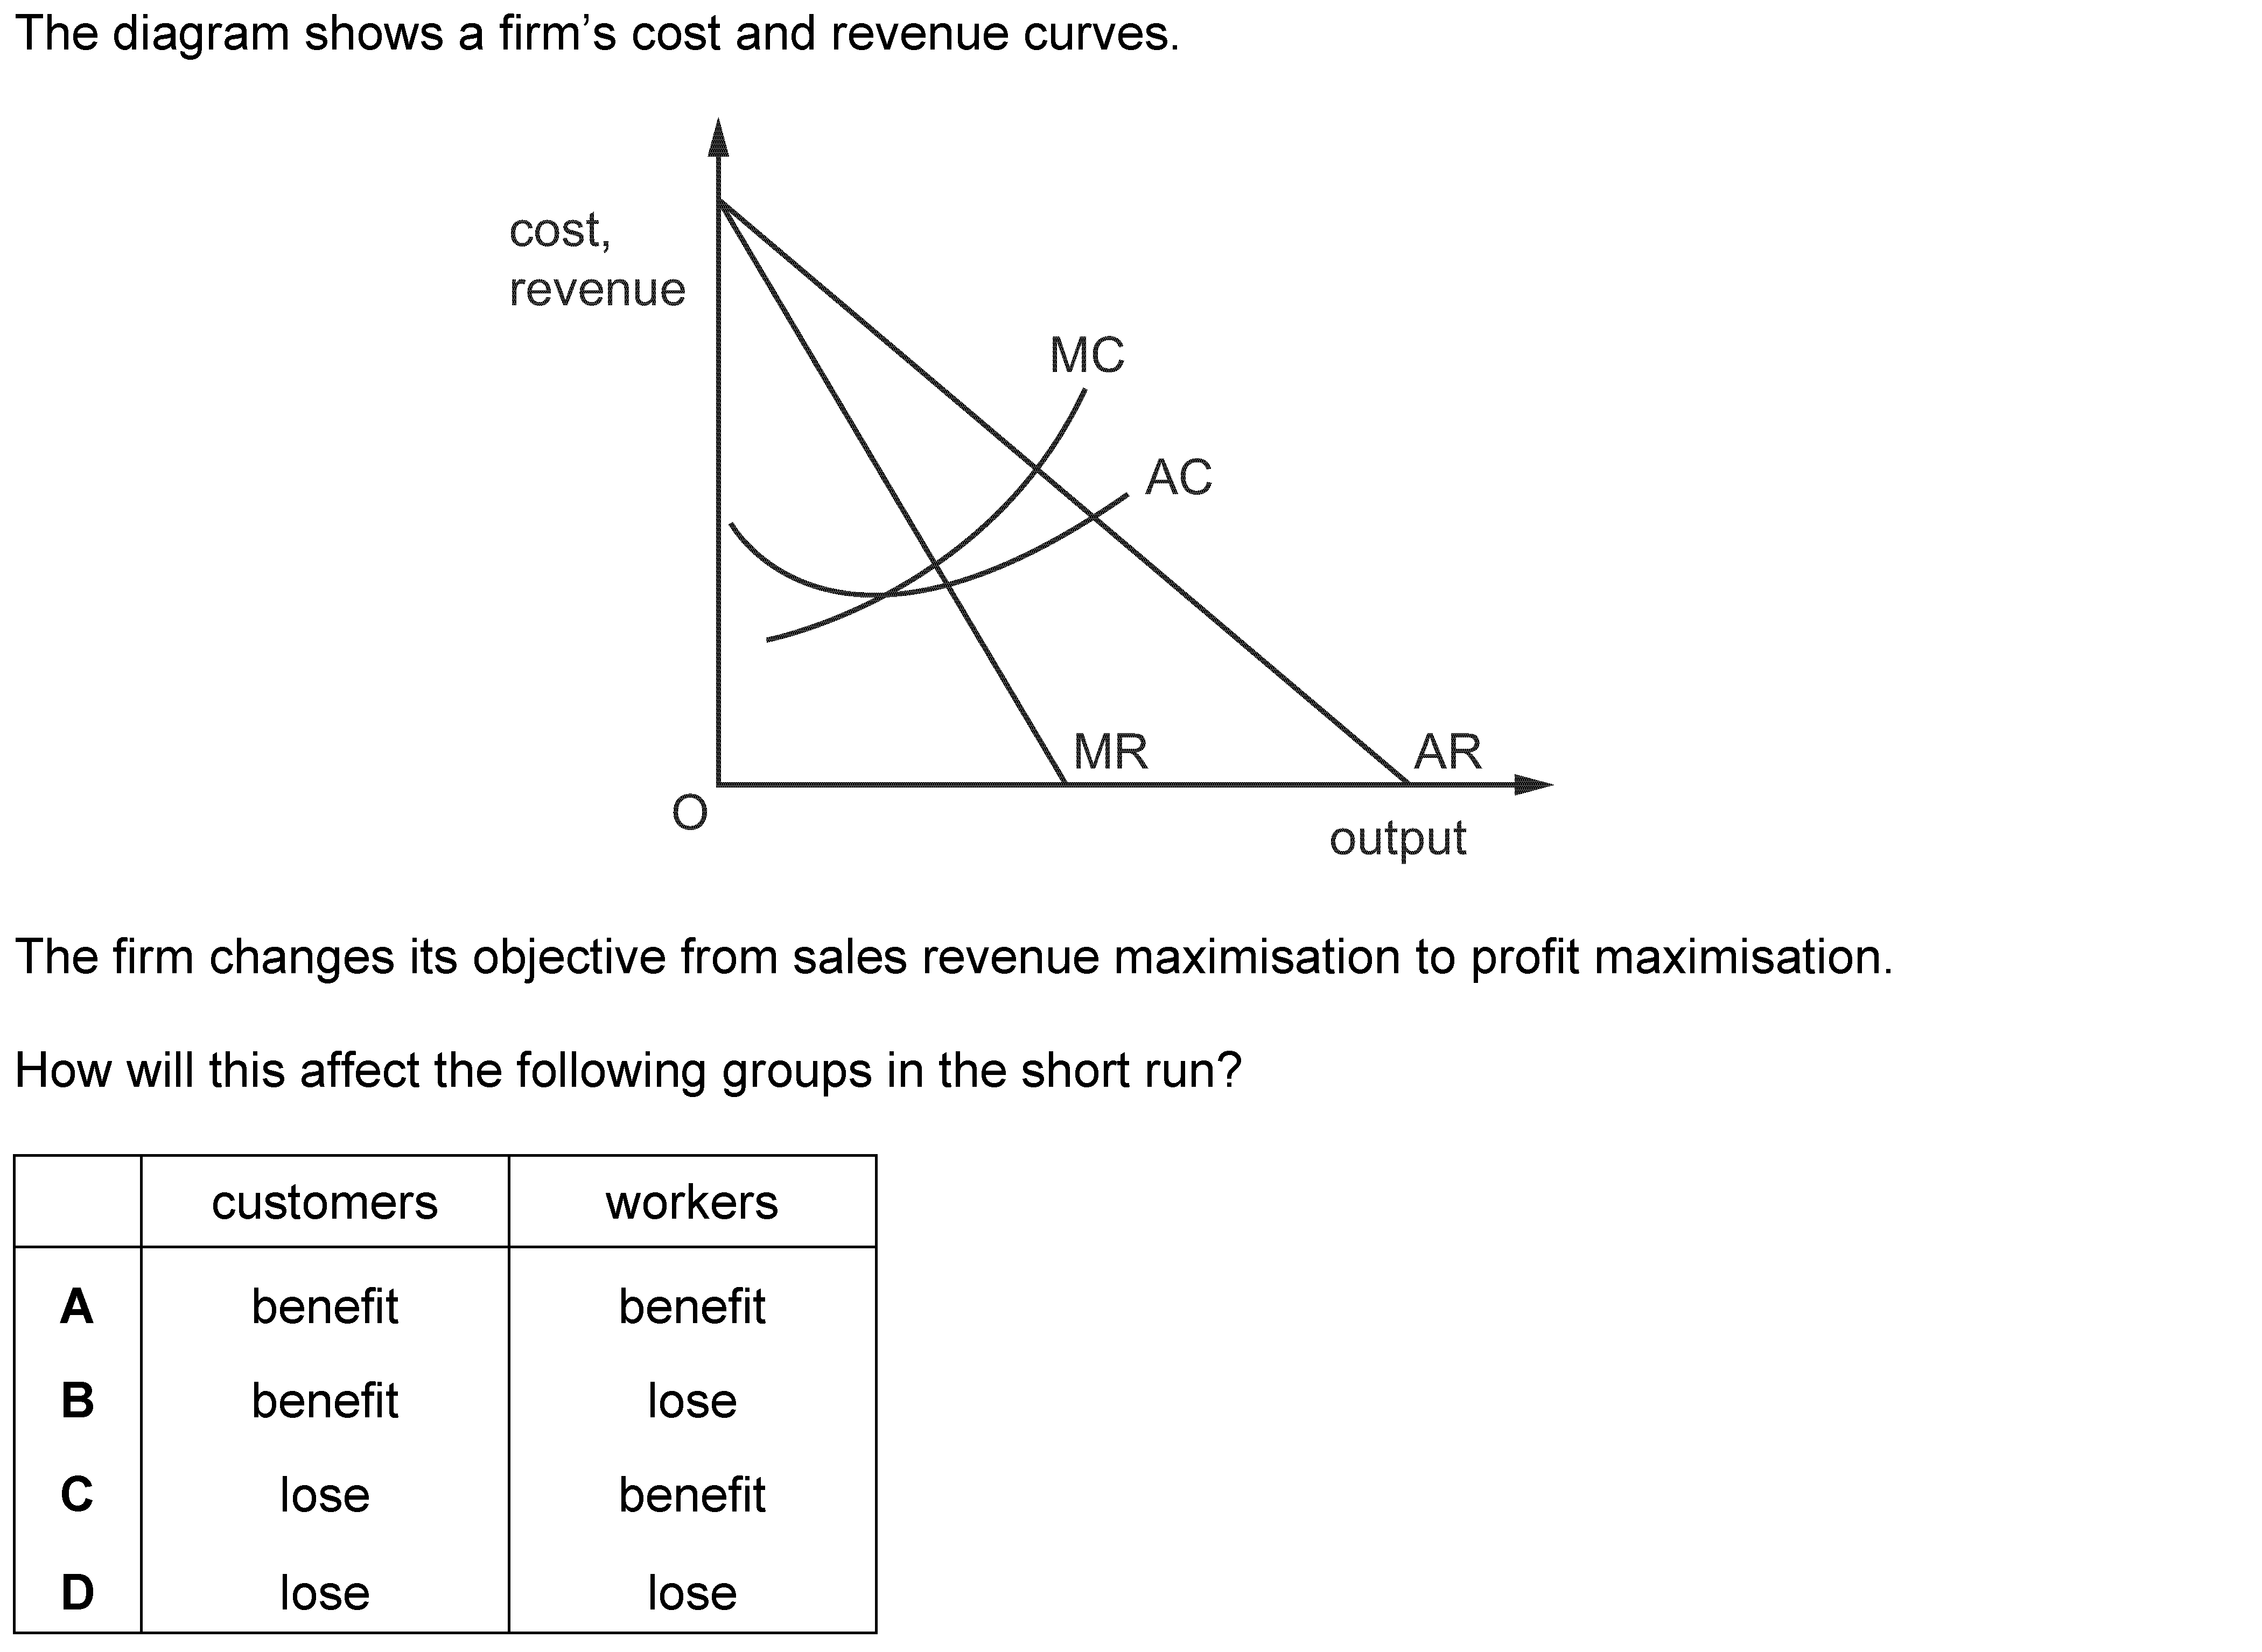 The diagram shows a firm’s cost and revenue curves.
cost,
revenue
MC
AC
MR
AR
O
output
The firm changes its objective from sales revenue maximisation to profit maximisation.
How will this affect the following groups in the short run?
customers workers
A benefit benefit
B benefit lose
C lose benefit
D lose lose